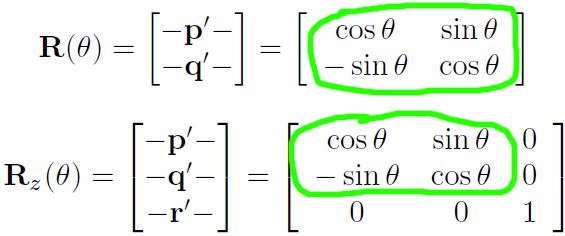 R(θ) = [−p′− −q′−] = [cos θ sin θ − sin θ cos θ]
R_z(θ) = [−p′− −q′− −r′−] = [cos θ sin θ 0 − sin θ cos θ 0 0 0 1]